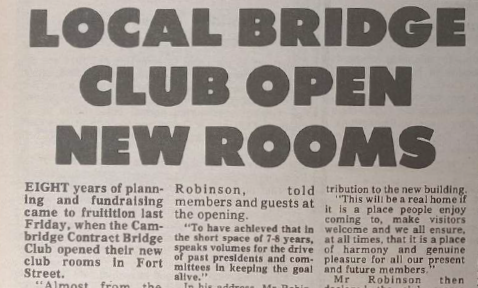 LOCAL BRIDGE
CLUB OPEN
NEW ROOMS
EIGHT years of plann-
ing and fundraising
came to fruitition last
Friday, when the Cam-
bridge Contract Bridge
Club opened their new
club rooms in Fort
Street.
"Almost from the
Robinson, told
members and guests at
the opening.
"To have achieved that in
the short space of 7-8 years,
speaks volumes for the drive
of past presidents and com-
mittees in keeping the goal
alive."
In his address, Mr Robin-
tribution to the new building.
"This will be a real home if
it is a place people enjoy
coming to, make visitors
welcome and we all ensure,
at all times, that it is a place
of harmony and genuine
pleasure for all our present
and future members."
Mr Robinson then